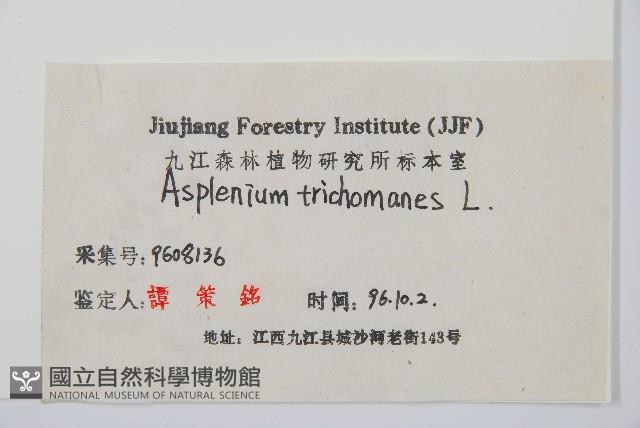 Jiujiang Forestry Institute (JJF)
九江森林植物研究所标本室
Asplenium trichomanes L.
采集号: 9608136
鉴定人: 譚策銘 时间: 96.10.2.
地址: 江西九江县城沙河老街143号
國立自然科學博物館
NATIONAL MUSEUM OF NATURAL SCIENCE